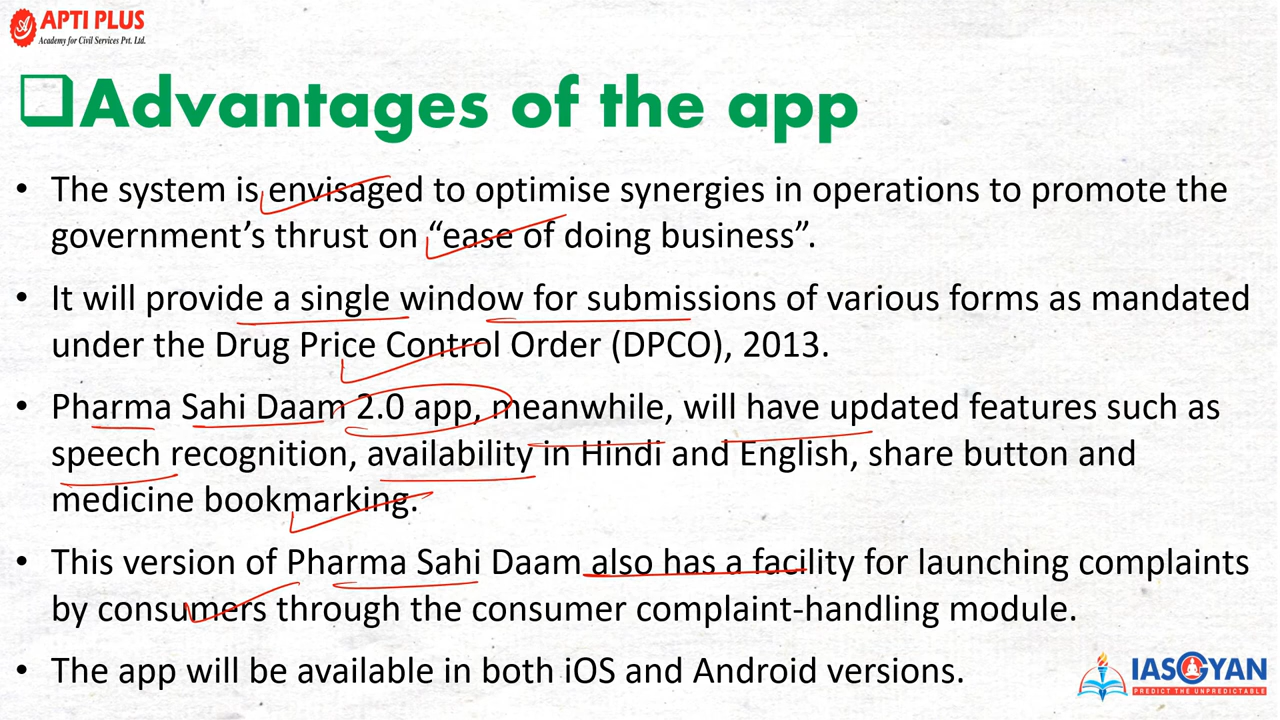 APTI PLUS
Academy for Civil Services Pvt. Ltd.
Advantages of the app
• The system is envisaged to optimise synergies in operations to promote the
government’s thrust on “ease of doing business”.
• It will provide a single window for submissions of various forms as mandated
under the Drug Price Control Order (DPCO), 2013.
• Pharma Sahi Daam 2.0 app, meanwhile, will have updated features such as
speech recognition, availability in Hindi and English, share button and
medicine bookmarking.
• This version of Pharma Sahi Daam also has a facility for launching complaints
by consumers through the consumer complaint-handling module.
• The app will be available in both iOS and Android versions.
IASGYAN
PREDICT THE UNPREDICTABLE